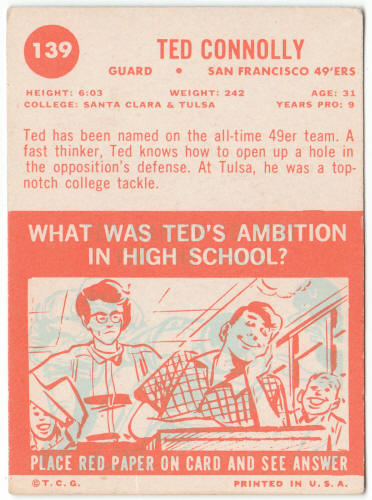 139
TED CONNOLLY
GUARD • SAN FRANCISCO 49'ERS
HEIGHT: 6:03 WEIGHT: 242 AGE: 31
COLLEGE: SANTA CLARA & TULSA YEARS PRO: 9
Ted has been named on the all-time 49er team. A
fast thinker, Ted knows how to open up a hole in
the opposition's defense. At Tulsa, he was a top-
notch college tackle.
WHAT WAS TED'S AMBITION
IN HIGH SCHOOL?
PLACE RED PAPER ON CARD AND SEE ANSWER
©T.C.G. PRINTED IN U.S.A.